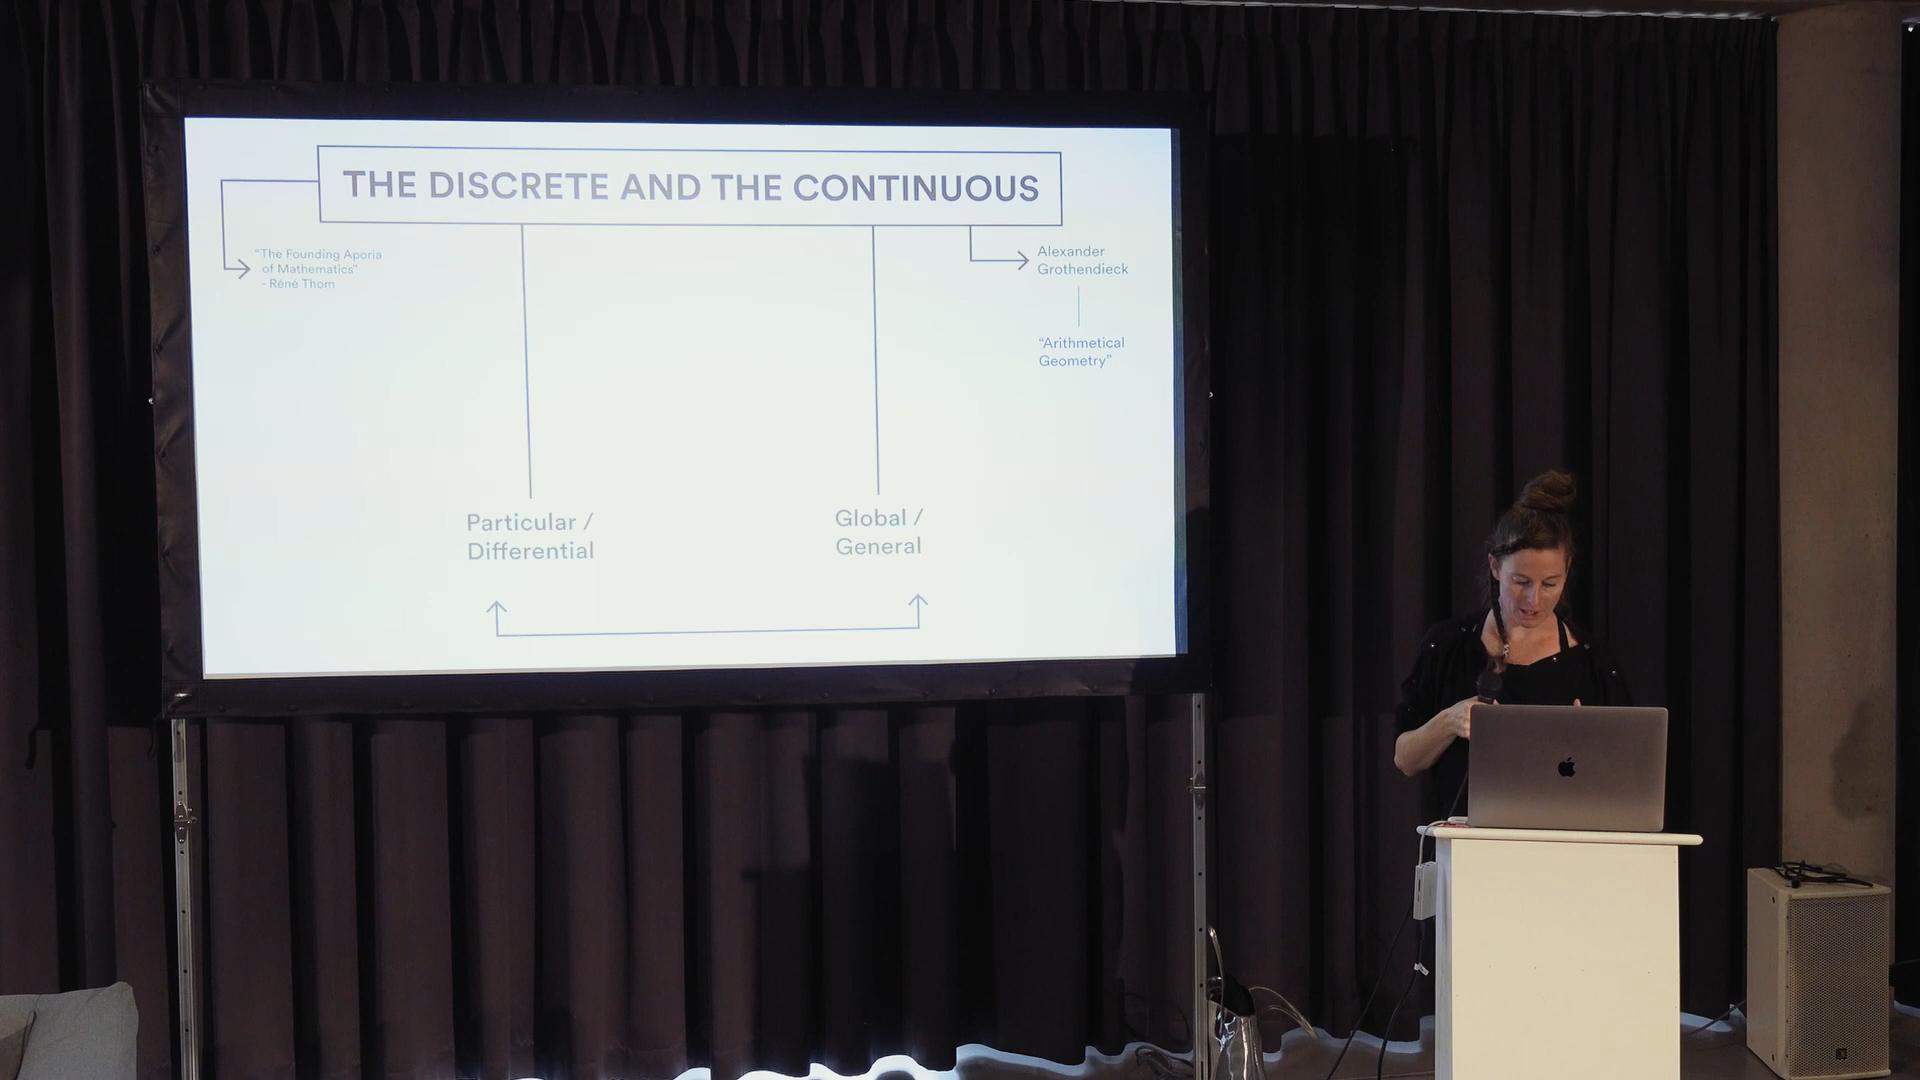 THE DISCRETE AND THE CONTINUOUS
“The Founding Aporia
of Mathematics”
- Réné Thom
Alexander
Grothendieck
“Arithmetical
Geometry”
Particular /
Differential
Global /
General